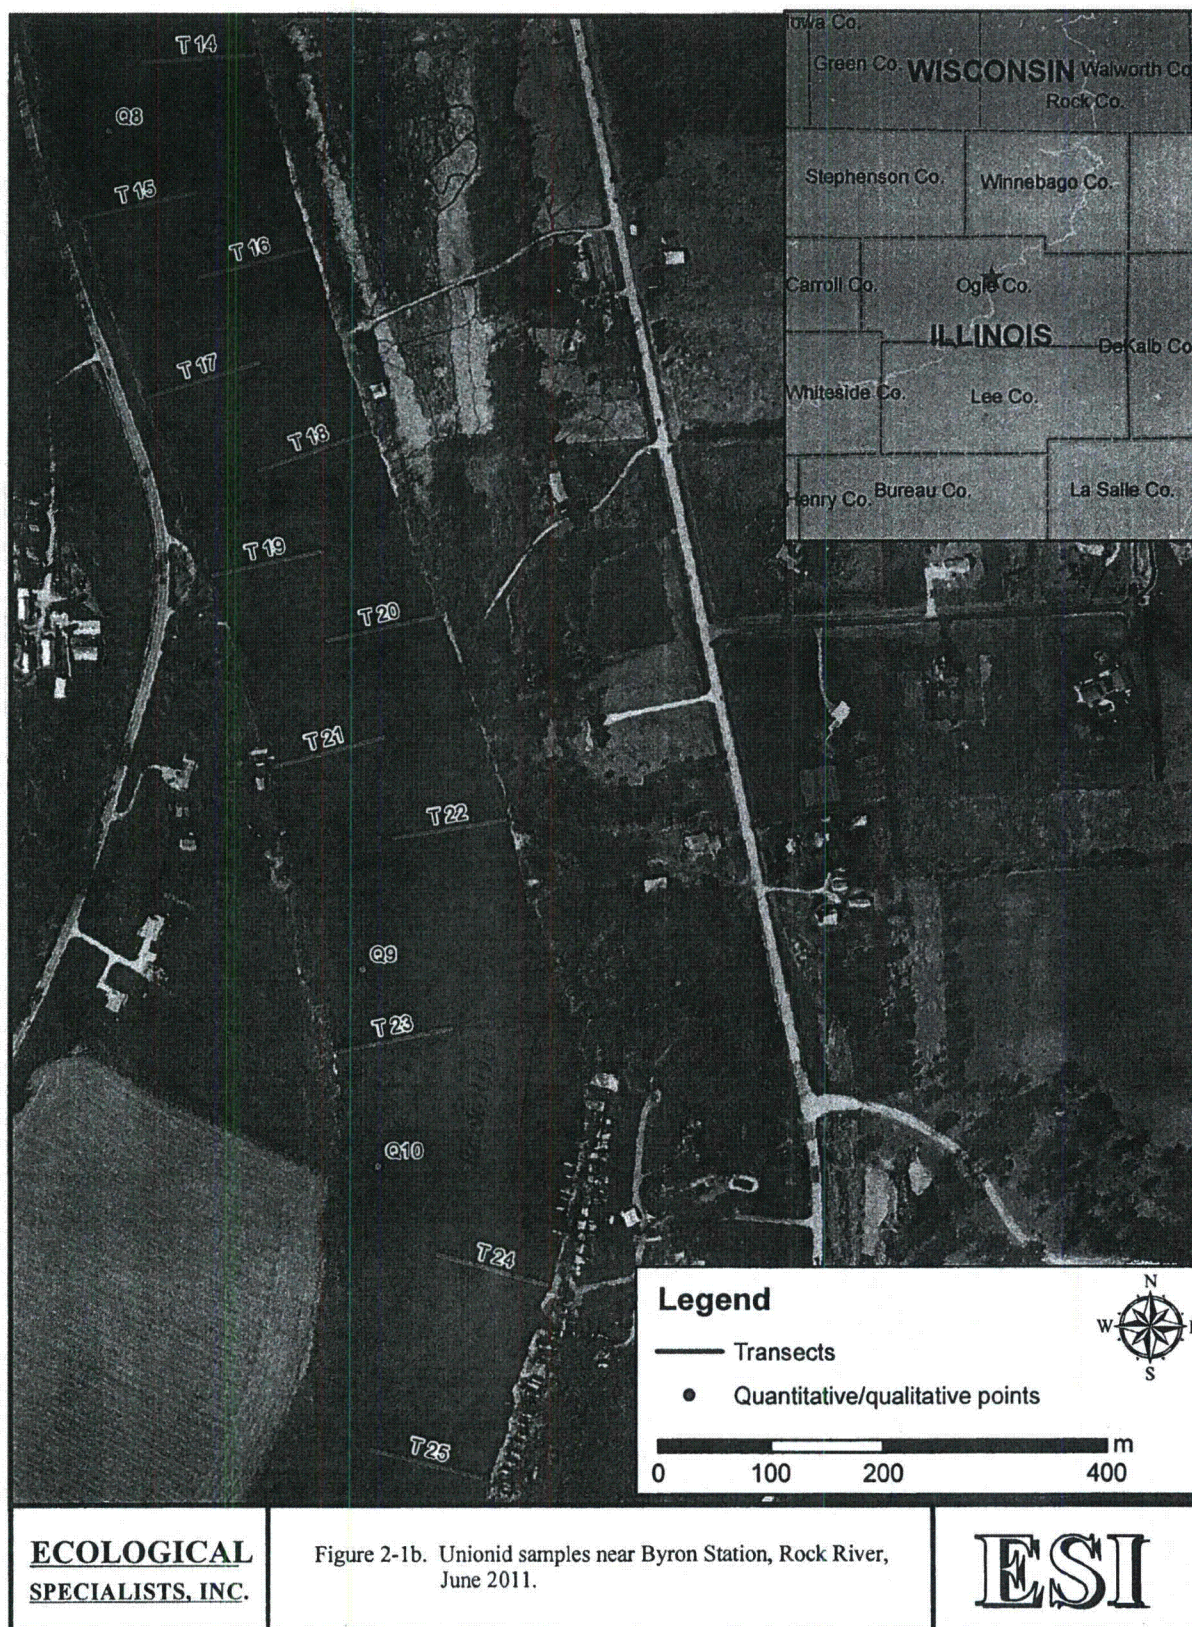 T 14
Q8
T 15
T 16
T 17
T 18
T 19
T 20
T 21
T 22
Q9
T 23
Q10
T 24
T 25
Iowa Co.
Green Co. WISCONSIN Walworth Co
Rock Co.
Stephenson Co. Winnebago Co.
Carroll Co. Ogle Co.
ILLINOIS DeKalb Co
Whiteside Co. Lee Co.
Henry Co. Bureau Co. La Salle Co.
Legend
Transects
Quantitative/qualitative points
0 100 200 400 m
N
W E
S
ECOLOGICAL
SPECIALISTS, INC.
Figure 2-1b. Unionid samples near Byron Station, Rock River,
June 2011.
ESI